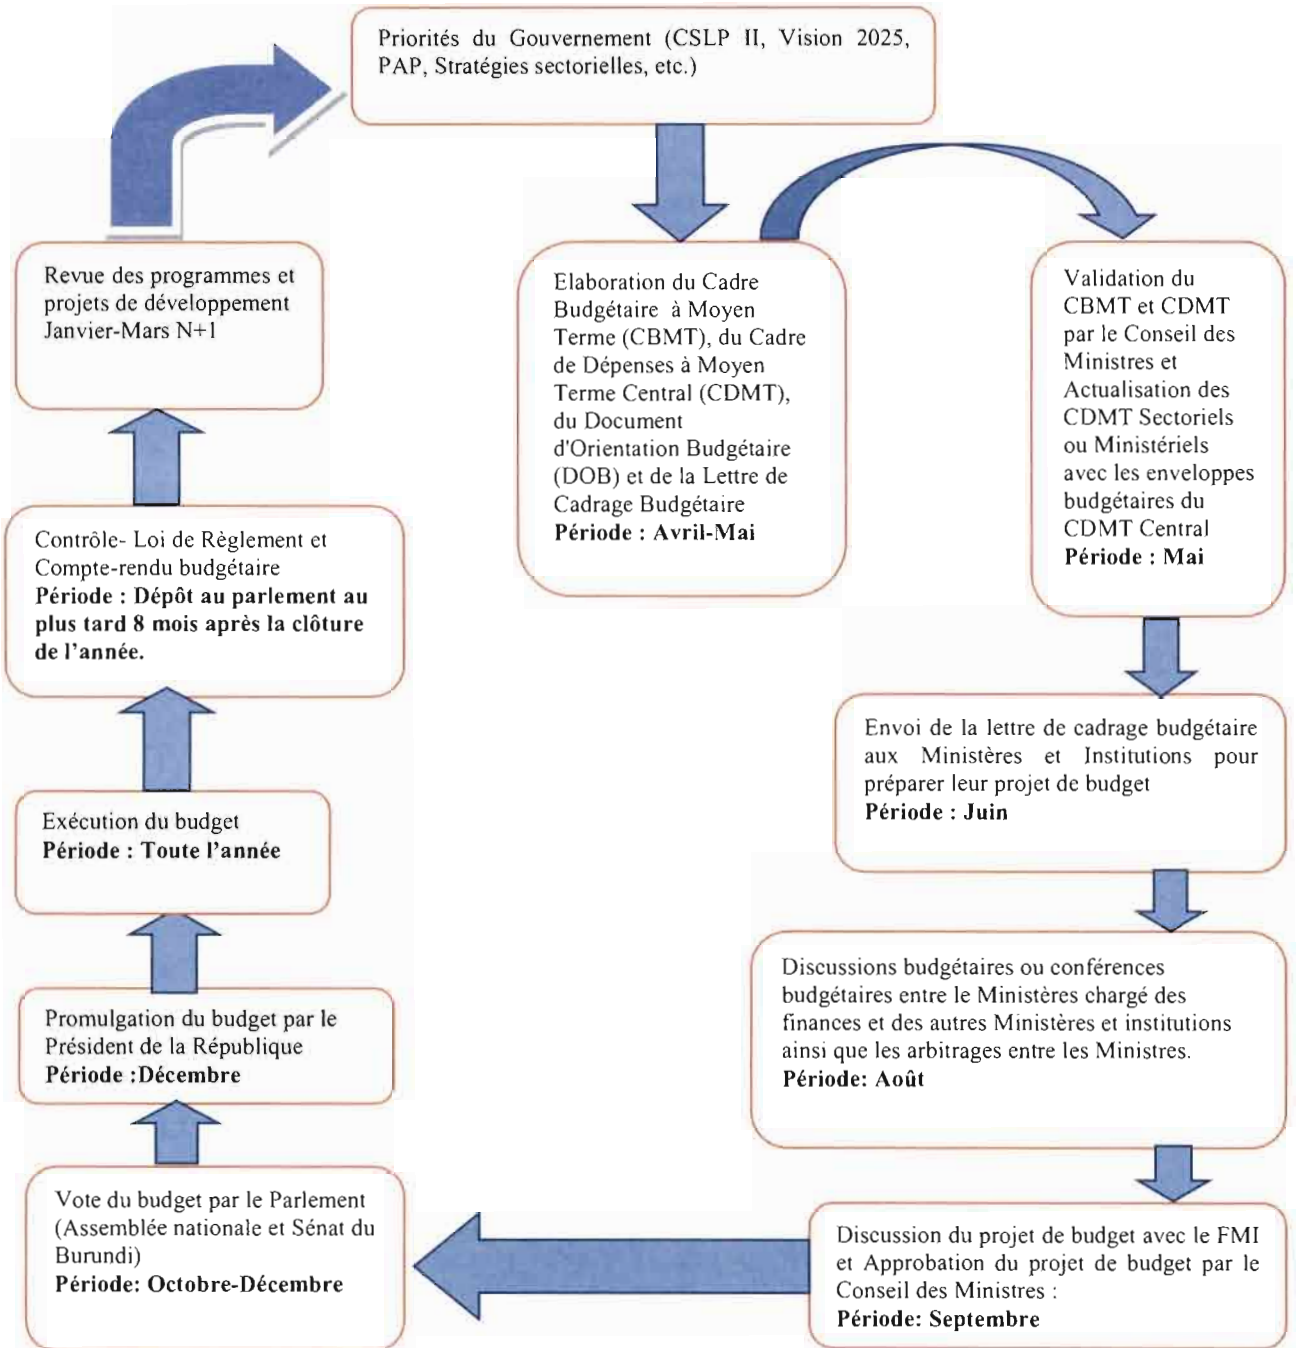 Priorités du Gouvernement (CSLP II, Vision 2025,
PAP, Stratégies sectorielles, etc.)
Elaboration du Cadre
Budgétaire à Moyen
Terme (CBMT), du Cadre
de Dépenses à Moyen
Terme Central (CDMT),
du Document
d'Orientation Budgétaire
(DOB) et de la Lettre de
Cadrage Budgétaire
Période : Avril-Mai
Validation du
CBMT et CDMT
par le Conseil des
Ministres et
Actualisation des
CDMT Sectoriels
ou Ministériels
avec les enveloppes
budgétaires du
CDMT Central
Période : Mai
Envoi de la lettre de cadrage budgétaire
aux Ministères et Institutions pour
préparer leur projet de budget
Période : Juin
Discussions budgétaires ou conférences
budgétaires entre le Ministères chargé des
finances et des autres Ministères et institutions
ainsi que les arbitrages entre les Ministres.
Période: Août
Discussion du projet de budget avec le FMI
et Approbation du projet de budget par le
Conseil des Ministres :
Période: Septembre
Vote du budget par le Parlement
(Assemblée nationale et Sénat du
Burundi)
Période: Octobre-Décembre
Promulgation du budget par le
Président de la République
Période :Décembre
Exécution du budget
Période : Toute l'année
Contrôle- Loi de Règlement et
Compte-rendu budgétaire
Période : Dépôt au parlement au
plus tard 8 mois après la clôture
de l'année.
Revue des programmes et
projets de développement
Janvier-Mars N+1